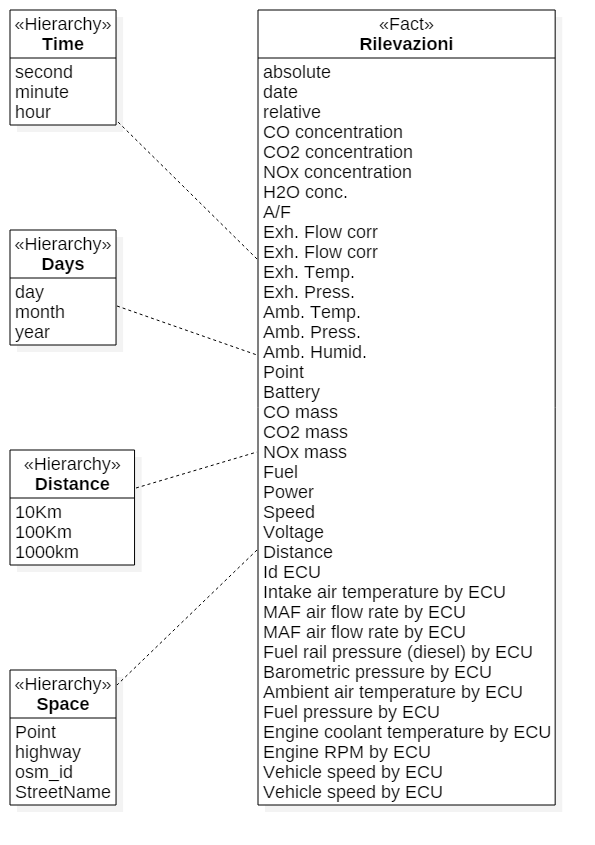 «Hierarchy»
Time
second
minute
hour
«Hierarchy»
Days
day
month
year
«Hierarchy»
Distance
10Km
100Km
1000km
«Hierarchy»
Space
Point
highway
osm_id
StreetName
«Fact»
Rilevazioni
absolute
date
relative
CO concentration
CO2 concentration
NOx concentration
H2O conc.
A/F
Exh. Flow corr
Exh. Flow corr
Exh. Temp.
Exh. Press.
Amb. Temp.
Amb. Press.
Amb. Humid.
Point
Battery
CO mass
CO2 mass
NOx mass
Fuel
Power
Speed
Voltage
Distance
Id ECU
Intake air temperature by ECU
MAF air flow rate by ECU
MAF air flow rate by ECU
Fuel rail pressure (diesel) by ECU
Barometric pressure by ECU
Ambient air temperature by ECU
Fuel pressure by ECU
Engine coolant temperature by ECU
Engine RPM by ECU
Vehicle speed by ECU
Vehicle speed by ECU